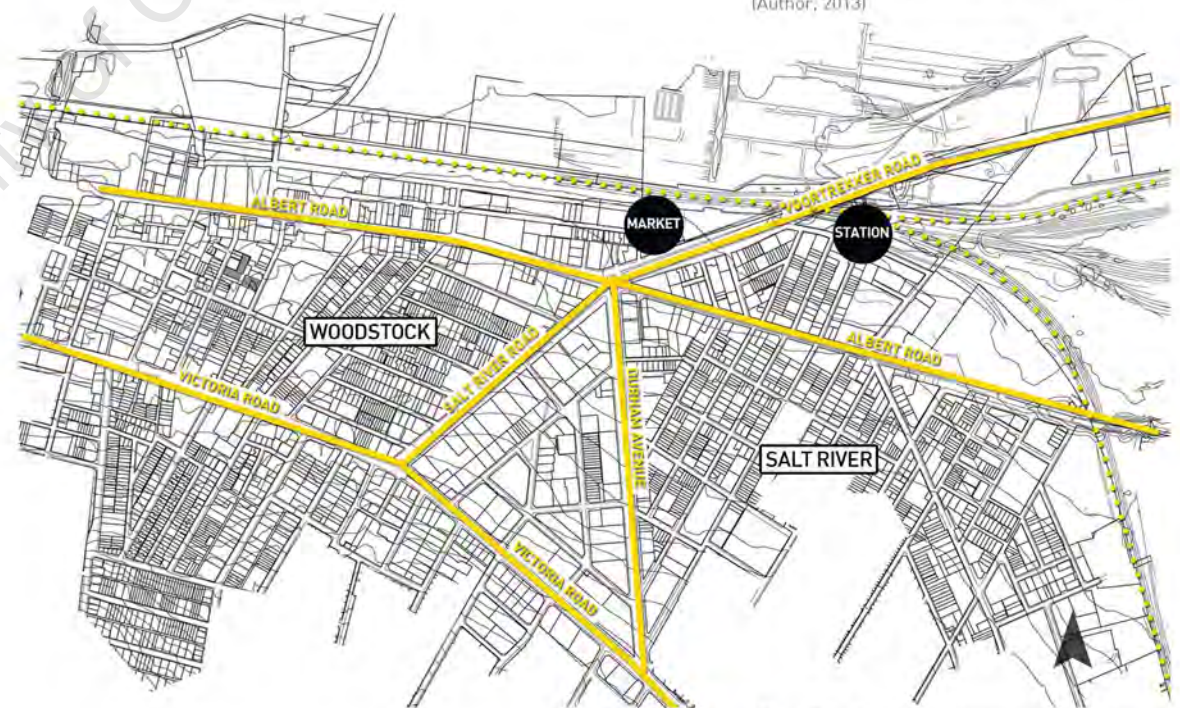 (Author, 2013)
VOORTREKKER ROAD
ALBERT ROAD
MARKET
STATION
WOODSTOCK
SALT RIVER ROAD
ALBERT ROAD
VICTORIA ROAD
DURHAM AVENUE
SALT RIVER
VICTORIA ROAD